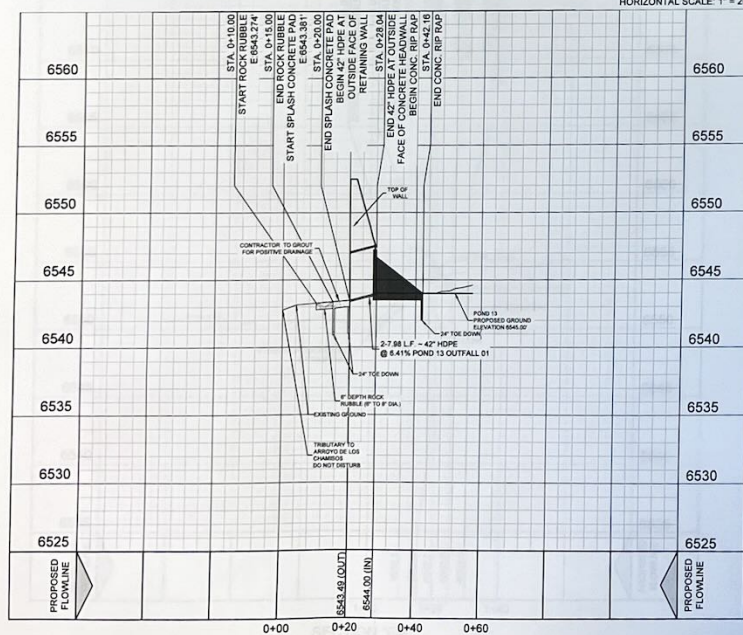 HORIZONTAL SCALE: 1" = 2
STA. 0+10.00
START ROCK RUBBLE
E:6543.274'
STA. 0+15.00
END ROCK RUBBLE
START SPLASH CONCRETE PAD
E:6543.381'
STA. 0+20.00
END SPLASH CONCRETE PAD
BEGIN 42" HDPE AT
OUTSIDE FACE OF
RETAINING WALL
STA. 0+28.04
END 42" HDPE AT OUTSIDE
FACE OF CONCRETE HEADWALL
BEGIN CONC. RIP RAP
STA. 0+42.16
END CONC. RIP RAP
6560
6560
6555
6555
6550
6550
TOP OF
WALL
CONTRACTOR TO GROUT
FOR POSITIVE DRAINAGE
6545
6545
POND 13
PROPOSED GROUND
ELEVATION 6545.00'
24" TOE DOWN
6540
6540
2-7.98 L.F. ~ 42" HDPE
@ 6.41% POND 13 OUTFALL 01
24" TOE DOWN
6" DEPTH ROCK
RUBBLE (6" TO 8" DIA.)
EXISTING GROUND
6535
6535
TRIBUTARY TO
ARROYO DE LOS
CHAMISOS
DO NOT DISTURB
6530
6530
6525
6525
PROPOSED
FLOWLINE
6543.49 (OUT)
6544.00 (IN)
PROPOSED
FLOWLINE
0+00
0+20
0+40
0+60